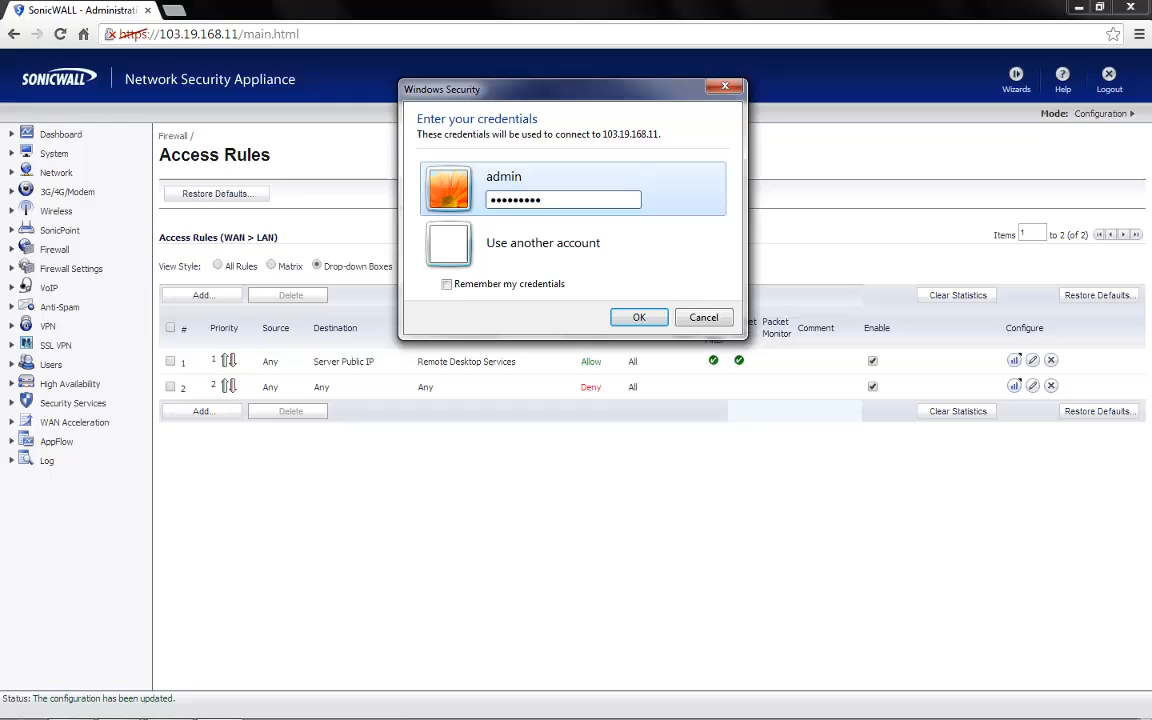 SonicWALL - Administrati
https://103.19.168.11/main.html
SONICWALL
Network Security Appliance
Wizards
Help
Logout
Mode: Configuration
Dashboard
System
Network
3G/4G/Modem
Wireless
SonicPoint
Firewall
Firewall Settings
VoIP
Anti-Spam
VPN
SSL VPN
Users
High Availability
Security Services
WAN Acceleration
AppFlow
Log
Firewall /
Access Rules
Restore Defaults...
Access Rules (WAN > LAN)
Items 1 to 2 (of 2)
View Style: All Rules Matrix Drop-down Boxes
Add... Delete Clear Statistics Restore Defaults...
# Priority Source Destination Packet Monitor Comment Enable Configure
1 1 Any Server Public IP Remote Desktop Services Allow All
2 2 Any Any Any Deny All
Add... Delete Clear Statistics Restore Defaults...
Windows Security
Enter your credentials
These credentials will be used to connect to 103.19.168.11.
admin
•••••••••
Use another account
Remember my credentials
OK Cancel
Status: The configuration has been updated.